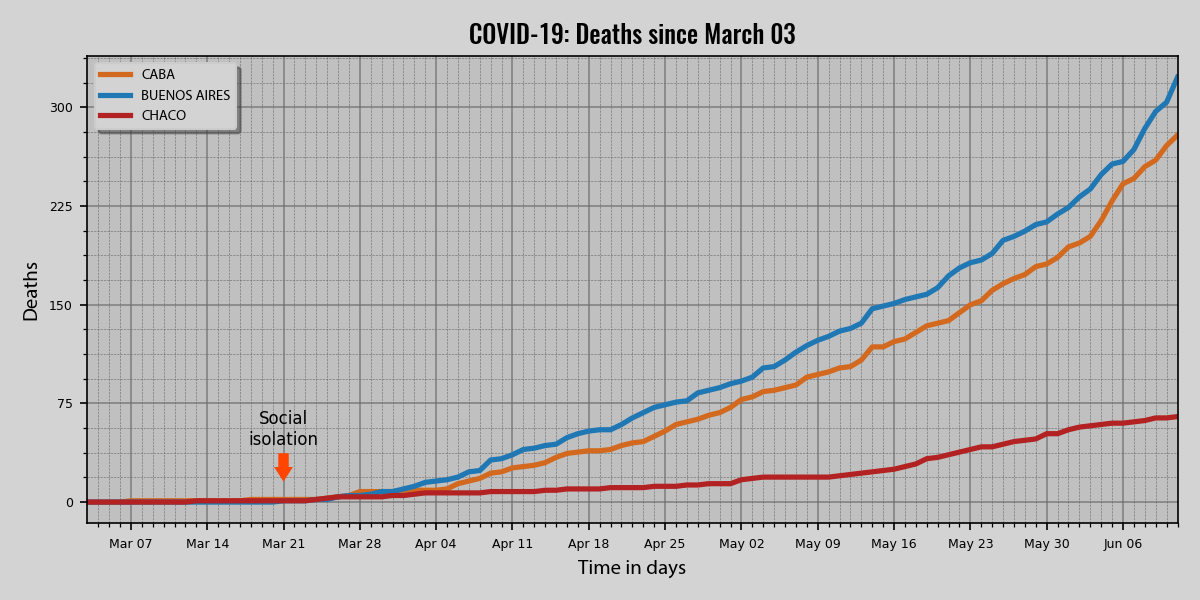 COVID-19: Deaths since March 03
CABA
BUENOS AIRES
CHACO
300
225
150
75
0
Deaths
Social
isolation
Mar 07 Mar 14 Mar 21 Mar 28 Apr 04 Apr 11 Apr 18 Apr 25 May 02 May 09 May 16 May 23 May 30 Jun 06
Time in days